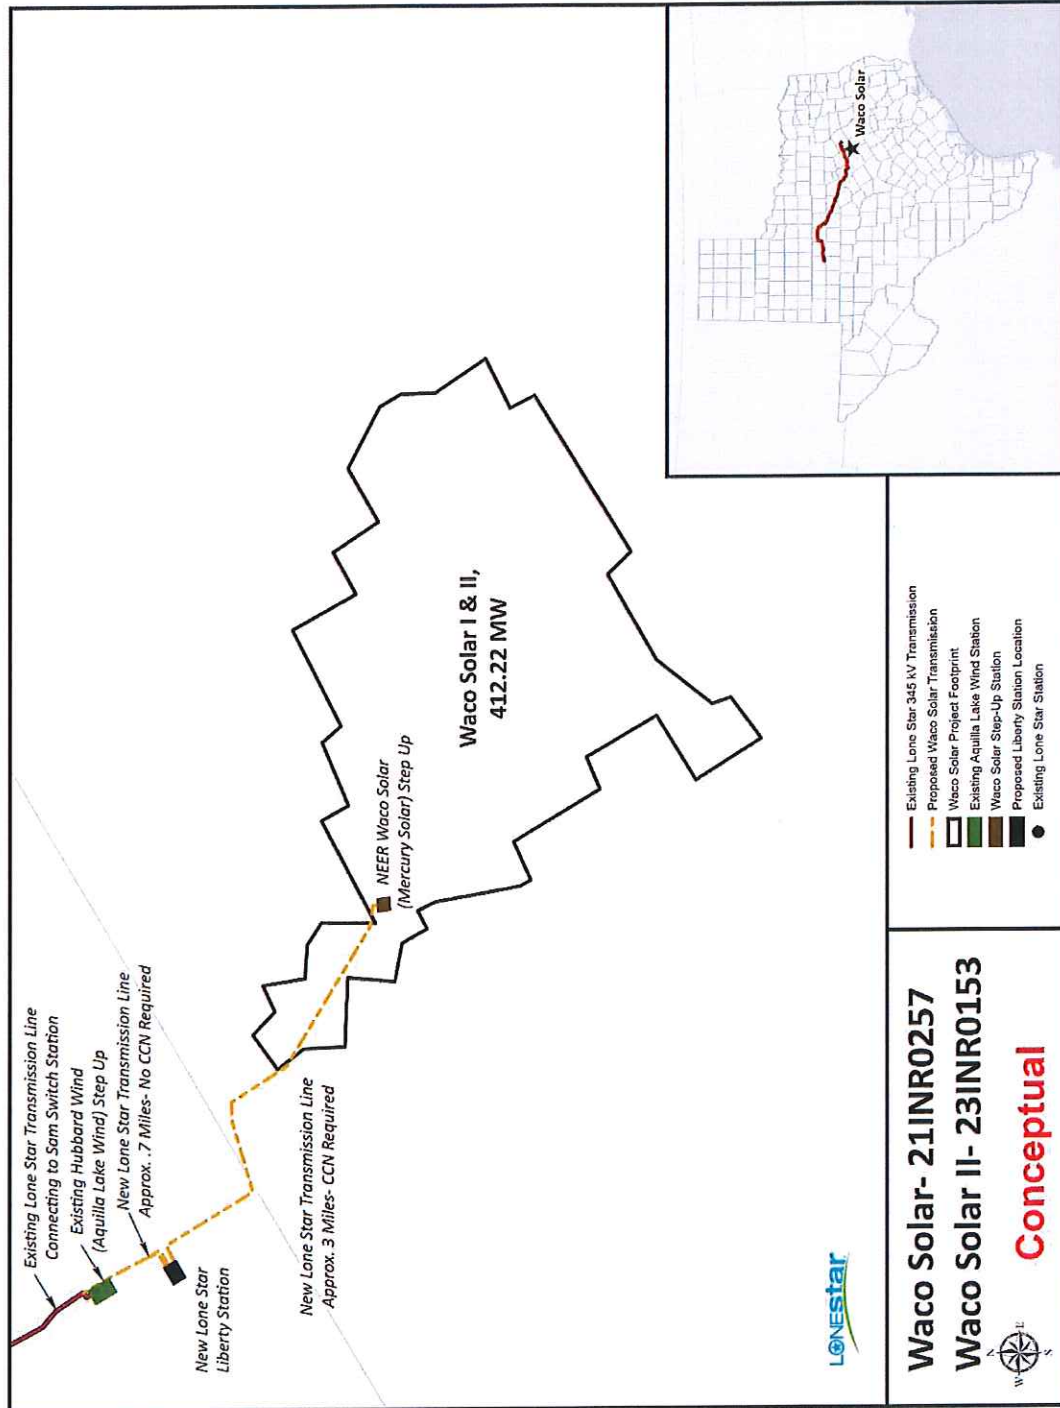 Existing Lone Star Transmission Line
Connecting to Sam Switch Station
Existing Hubbard Wind
(Aquilla Lake Wind) Step Up
New Lone Star Transmission Line
Approx. .7 Miles- No CCN Required
New Lone Star
Liberty Station
New Lone Star Transmission Line
Approx. 3 Miles- CCN Required
NEER Waco Solar
(Mercury Solar) Step Up
Waco Solar I & II,
412.22 MW
LONESTAR
Waco Solar- 21INR0257
Waco Solar II- 23INR0153
Conceptual
N
E
S
W
Existing Lone Star 345 kV Transmission
Proposed Waco Solar Transmission
Waco Solar Project Footprint
Existing Aquilla Lake Wind Station
Waco Solar Step-Up Station
Proposed Liberty Station Location
Existing Lone Star Station
Waco Solar